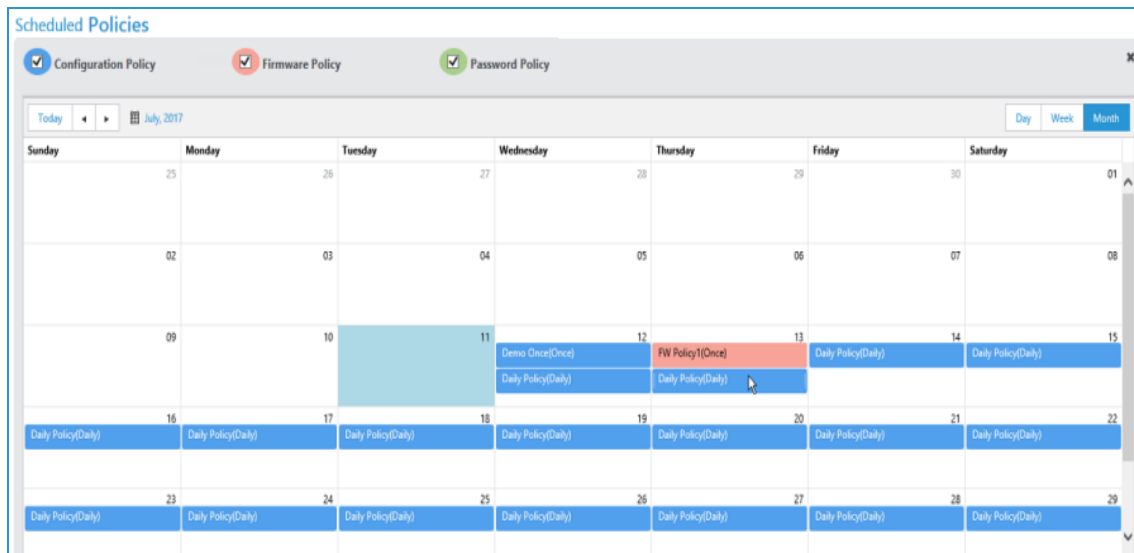 Scheduled Policies
Configuration Policy Firmware Policy Password Policy
Today July, 2017 Day Week Month
Sunday Monday Tuesday Wednesday Thursday Friday Saturday
25 26 27 28 29 30 01
02 03 04 05 06 07 08
09 10 11 12 13 14 15
Demo Once(Once) FW Policy1(Once) Daily Policy(Daily) Daily Policy(Daily)
Daily Policy(Daily) Daily Policy(Daily)
16 17 18 19 20 21 22
Daily Policy(Daily) Daily Policy(Daily) Daily Policy(Daily) Daily Policy(Daily) Daily Policy(Daily) Daily Policy(Daily) Daily Policy(Daily)
23 24 25 26 27 28 29
Daily Policy(Daily) Daily Policy(Daily) Daily Policy(Daily) Daily Policy(Daily) Daily Policy(Daily) Daily Policy(Daily) Daily Policy(Daily)